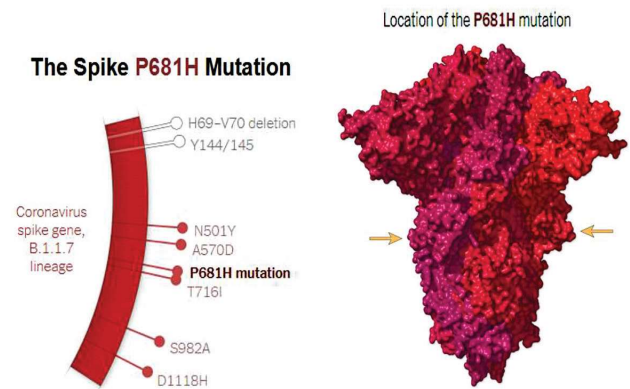 The Spike P681H Mutation
H69–V70 deletion
Y144/145
Coronavirus
spike gene,
B.1.1.7
lineage
N501Y
A570D
P681H mutation
T716I
S982A
D1118H
Location of the P681H mutation